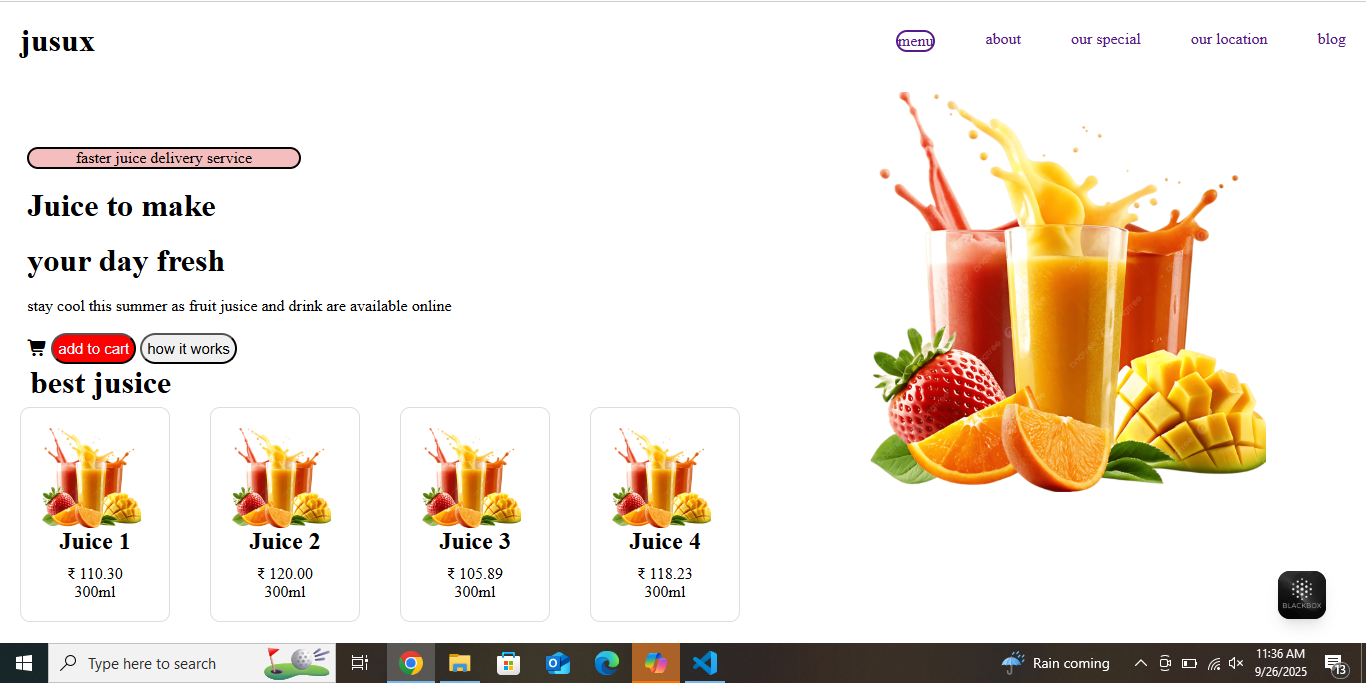 jusux
menu about our special our location blog
faster juice delivery service
Juice to make
your day fresh
stay cool this summer as fruit jusice and drink are available online
add to cart how it works
best jusice
Juice 1 Juice 2 Juice 3 Juice 4
₹ 110.30 ₹ 120.00 ₹ 105.89 ₹ 118.23
300ml 300ml 300ml 300ml
BLACKBOX
Type here to search
Rain coming
11:36 AM
9/26/2025
13